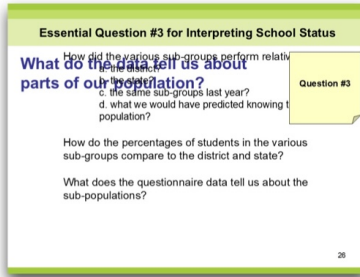 Essential Question #3 for Interpreting School Status
What do the data tell us about
parts of our population?
How did the various sub-groups perform
a. the district?
b. the state?
c. the same sub-groups last year?
d. what we would have predicted knowing
population?
Question #3
How do the percentages of students in the various
sub-groups compare to the district and state?
What does the questionnaire data tell us about the
sub-populations?
26